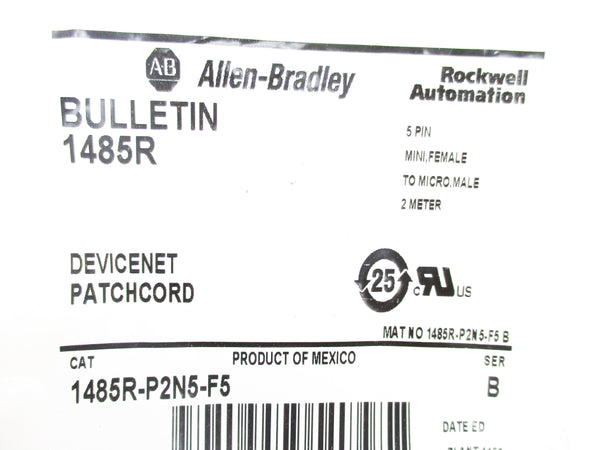 AB Allen-Bradley
Rockwell
Automation
BULLETIN
1485R
5 PIN
MINI,FEMALE
TO MICRO,MALE
2 METER
DEVICENET
PATCHCORD
25
c RU US
MAT NO 1485R-P2N5-F5 B
CAT PRODUCT OF MEXICO SER
1485R-P2N5-F5 B
DATE ED